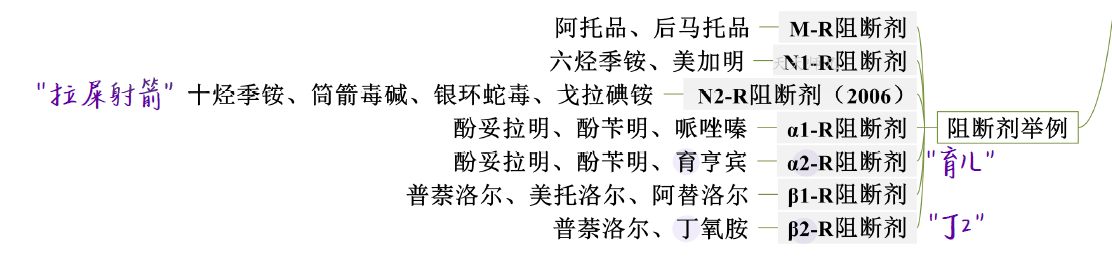 阿托品、后马托品 M-R阻断剂
六烃季铵、美加明 N1-R阻断剂
"拉屎射箭" 十烃季铵、筒箭毒碱、银环蛇毒、戈拉碘铵 N2-R阻断剂（2006）
酚妥拉明、酚苄明、哌唑嗪 α1-R阻断剂 阻断剂举例
酚妥拉明、酚苄明、育亨宾 α2-R阻断剂 "育儿"
普萘洛尔、美托洛尔、阿替洛尔 β1-R阻断剂
普萘洛尔、丁氧胺 β2-R阻断剂 "丁2"